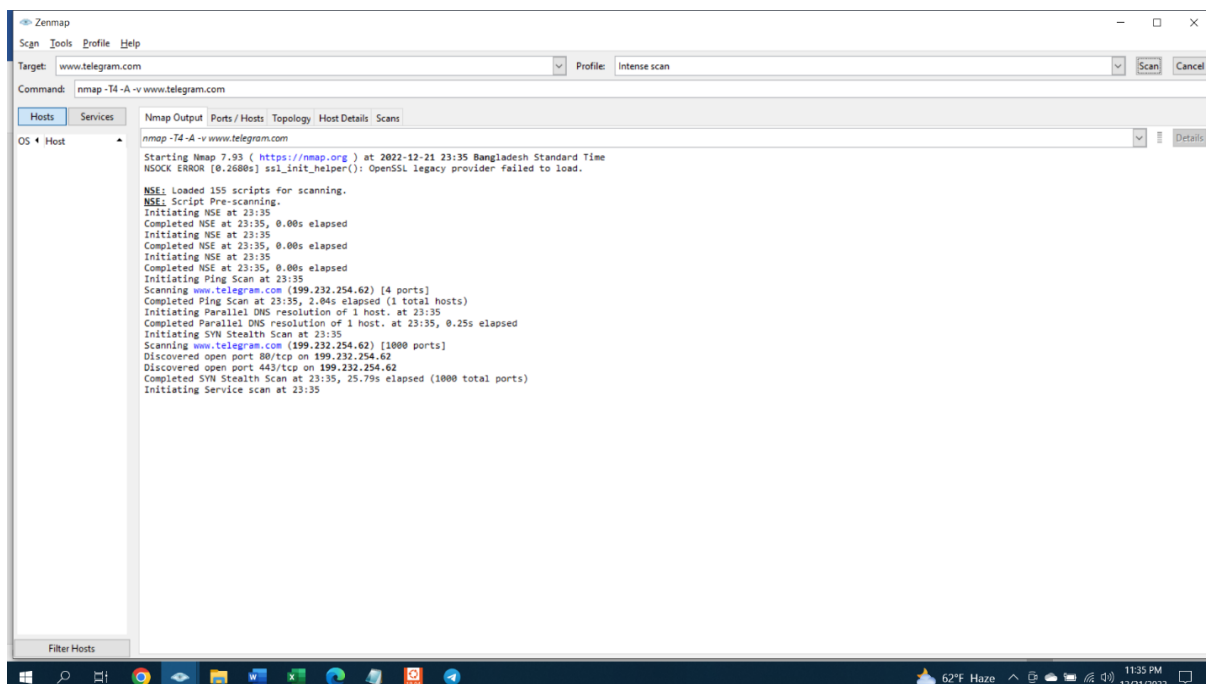 Zenmap
Scan Tools Profile Help
Target: www.telegram.com Profile: Intense scan Scan Cancel
Command: nmap -T4 -A -v www.telegram.com
Hosts Services Nmap Output Ports / Hosts Topology Host Details Scans
OS Host
nmap -T4 -A -v www.telegram.com Details
Starting Nmap 7.93 ( https://nmap.org ) at 2022-12-21 23:35 Bangladesh Standard Time
NSOCK ERROR [0.2680s] ssl_init_helper(): OpenSSL legacy provider failed to load.
NSE: Loaded 155 scripts for scanning.
NSE: Script Pre-scanning.
Initiating NSE at 23:35
Completed NSE at 23:35, 0.00s elapsed
Initiating NSE at 23:35
Completed NSE at 23:35, 0.00s elapsed
Initiating NSE at 23:35
Completed NSE at 23:35, 0.00s elapsed
Initiating Ping Scan at 23:35
Scanning www.telegram.com (199.232.254.62) [4 ports]
Completed Ping Scan at 23:35, 2.04s elapsed (1 total hosts)
Initiating Parallel DNS resolution of 1 host. at 23:35
Completed Parallel DNS resolution of 1 host. at 23:35, 0.25s elapsed
Initiating SYN Stealth Scan at 23:35
Scanning www.telegram.com (199.232.254.62) [1000 ports]
Discovered open port 80/tcp on 199.232.254.62
Discovered open port 443/tcp on 199.232.254.62
Completed SYN Stealth Scan at 23:35, 25.79s elapsed (1000 total ports)
Initiating Service scan at 23:35
Filter Hosts
62°F Haze
11:35 PM